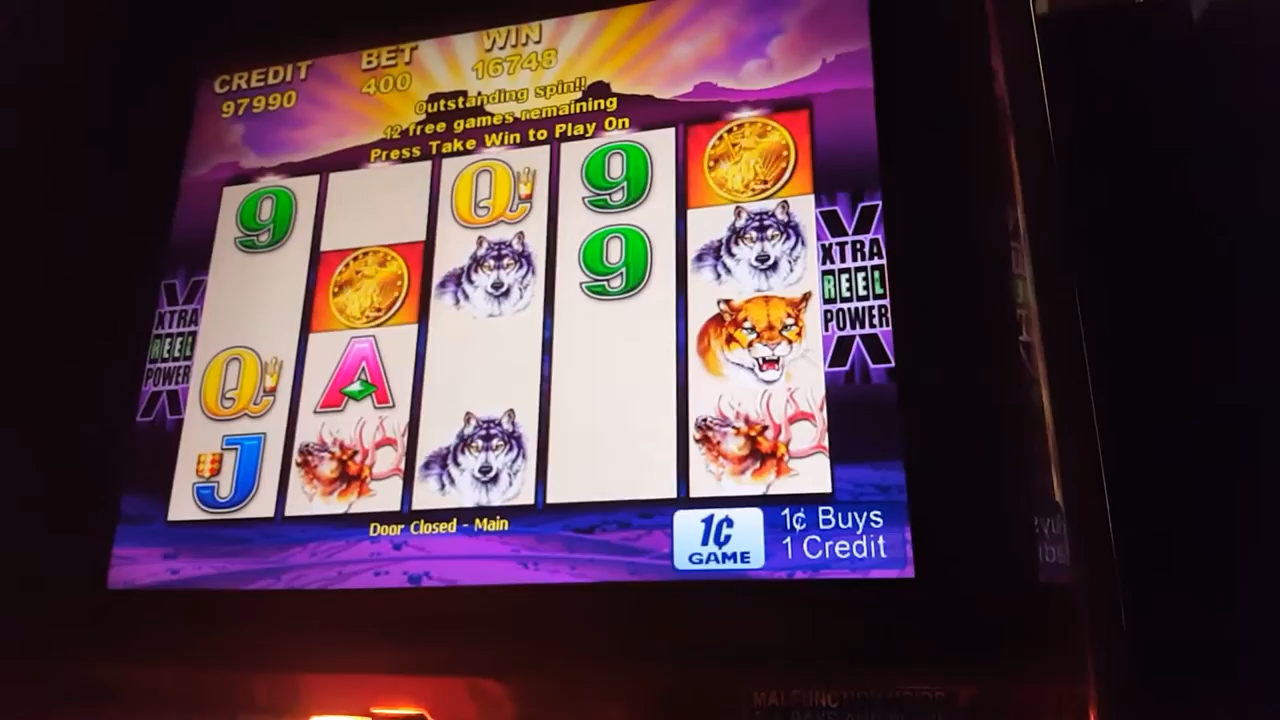 CREDIT BET WIN
97990 400 16748
Outstanding spin!!
12 free games remaining
Press Take Win to Play On
9 Q 9
9
Q A
J
XTRA
REEL
POWER
XTRA
REEL
POWER
Door Closed - Main
1¢
GAME
1¢ Buys
1 Credit